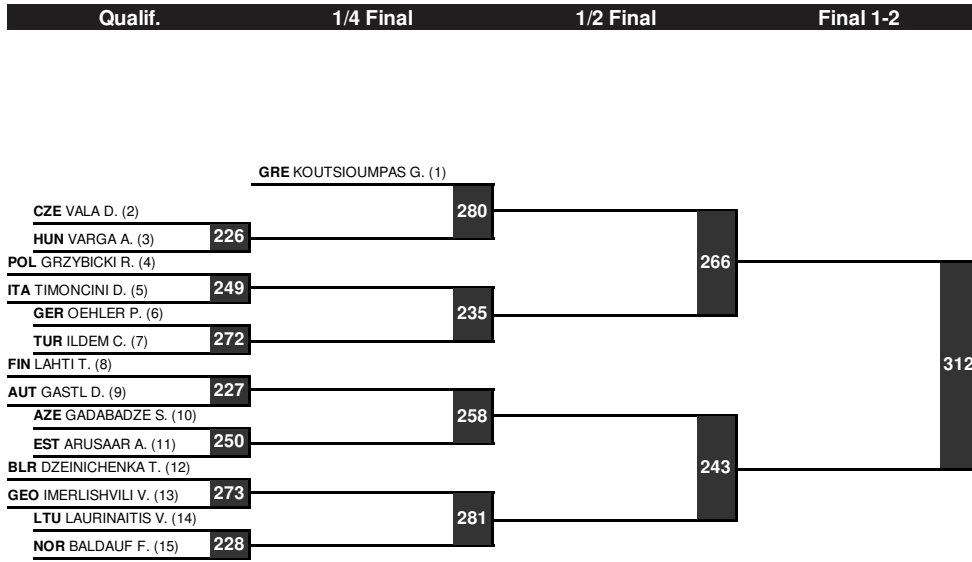 Qualif. 1/4 Final 1/2 Final Final 1-2
GRE KOUTSIOUMPAS G. (1)
280
CZE VALA D. (2)
226
HUN VARGA A. (3)
POL GRZYBICKI R. (4)
266
249
ITA TIMONCINI D. (5)
GER OEHLER P. (6)
235
272
TUR ILDEM C. (7)
FIN LAHTI T. (8)
312
227
AUT GASTL D. (9)
AZE GADABADZE S. (10)
258
250
EST ARUSAAR A. (11)
BLR DZEINICHENKA T. (12)
243
273
GEO IMERLISHVILI V. (13)
LTU LAURINAITIS V. (14)
281
228
NOR BALDAUF F. (15)